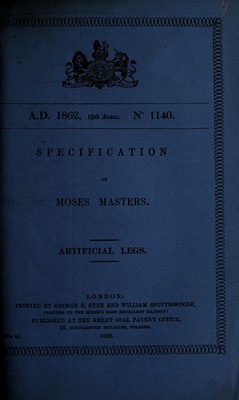 A.D. 1862, 19th APRIL. Nº 1140.
SPECIFICATION
OF
MOSES MASTERS.
ARTIFICIAL LEGS.
LONDON:
PRINTED BY GEORGE E. EYRE AND WILLIAM SPOTTISWOODE,
PRINTERS TO THE QUEEN'S MOST EXCELLENT MAJESTY:
PUBLISHED AT THE GREAT SEAL PATENT OFFICE,
25, SOUTHAMPTON BUILDINGS, HOLBORN.
1862.